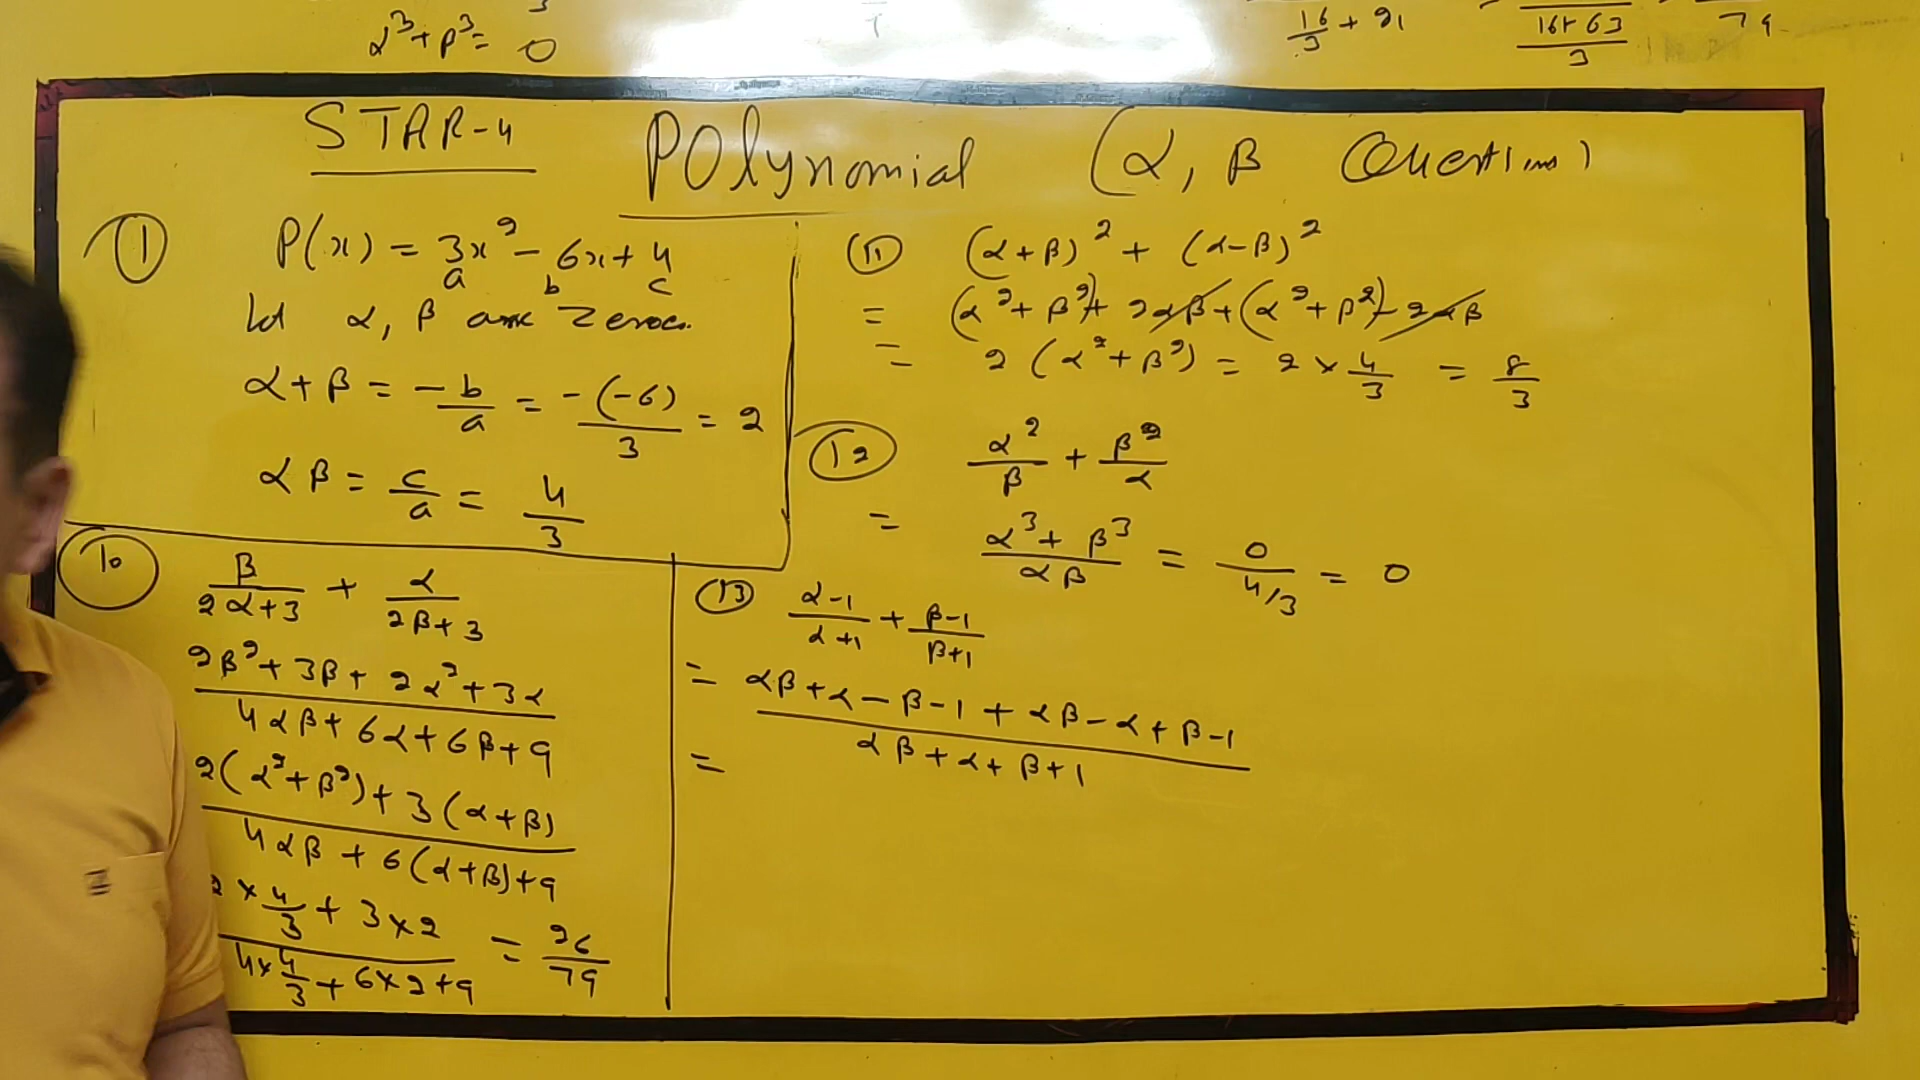 α³+β³= 0
16/3 + 21
(16+63)/3
79
STAR-4
Polynomial (α, β Questions)
① P(x) = 3x² - 6x + 4
a b c
let α, β are zeroes.
α+β = -b/a = -(-6)/3 = 2
αβ = c/a = 4/3
⑩ β/(2α+3) + α/(2β+3)
(2β²+3β+2α²+3α)/(4αβ+6α+6β+9)
(2(α²+β²)+3(α+β))/(4αβ+6(α+β)+9)
(2×4/3+3×2)/(4×4/3+6×2+9) = 26/79
⑪ (α+β)² + (α-β)²
= (α²+β²)+2αβ+(α²+β²)-2αβ
= 2(α²+β²) = 2×4/3 = 8/3
⑫ α²/β + β²/α
= (α³+β³)/αβ = 0/(4/3) = 0
⑬ (α-1)/(α+1) + (β-1)/(β+1)
= (αβ+α-β-1+αβ-α+β-1)/(αβ+α+β+1)
=